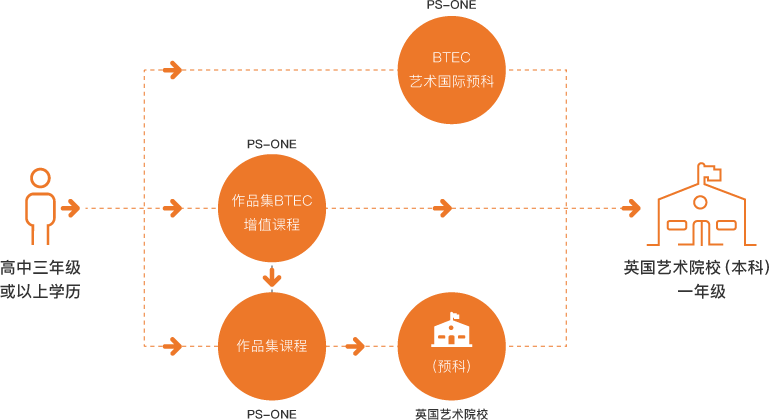 PS-ONE
BTEC
艺术国际预科
PS-ONE
作品集BTEC
增值课程
高中三年级
或以上学历
英国艺术院校(本科)
一年级
作品集课程
(预科)
PS-ONE
英国艺术院校